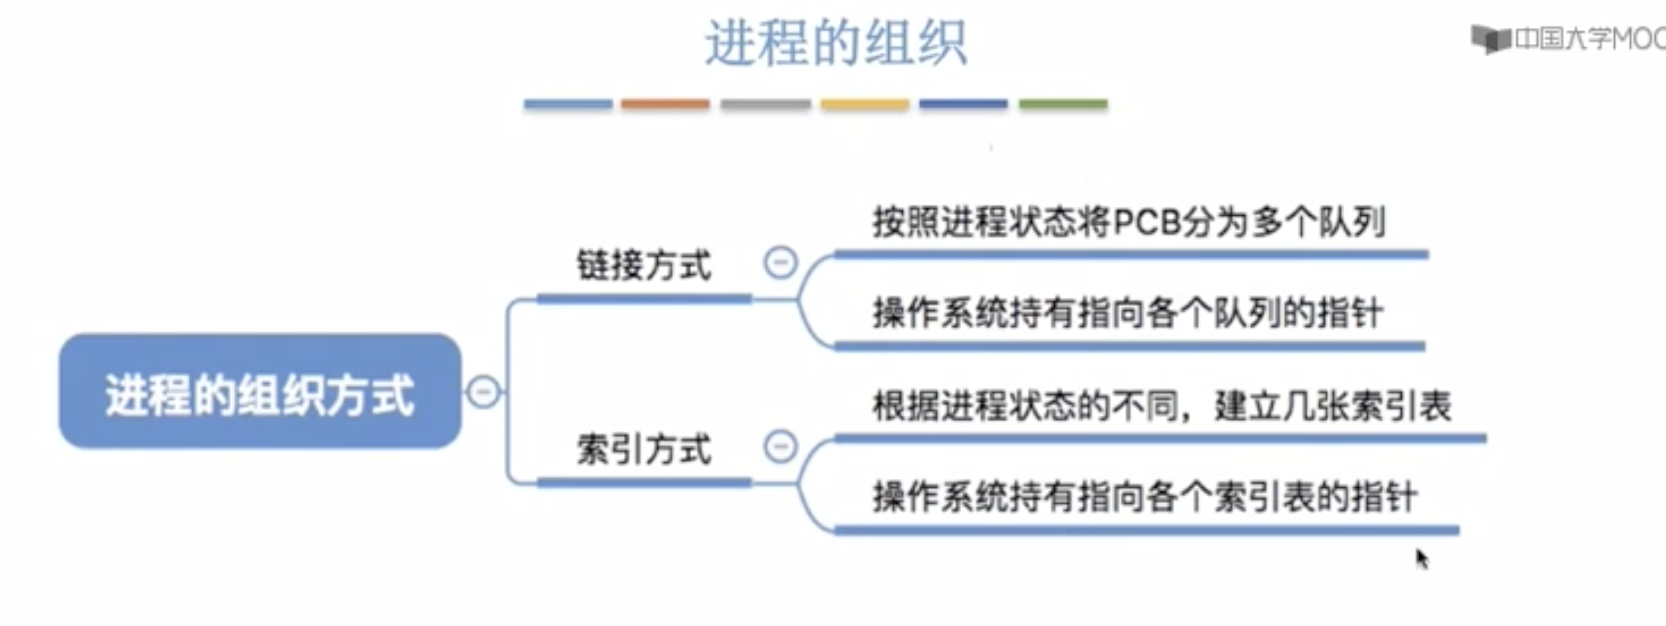 进程的组织
中国大学MOO
按照进程状态将PCB分为多个队列
链接方式
操作系统持有指向各个队列的指针
进程的组织方式
根据进程状态的不同，建立几张索引表
索引方式
操作系统持有指向各个索引表的指针